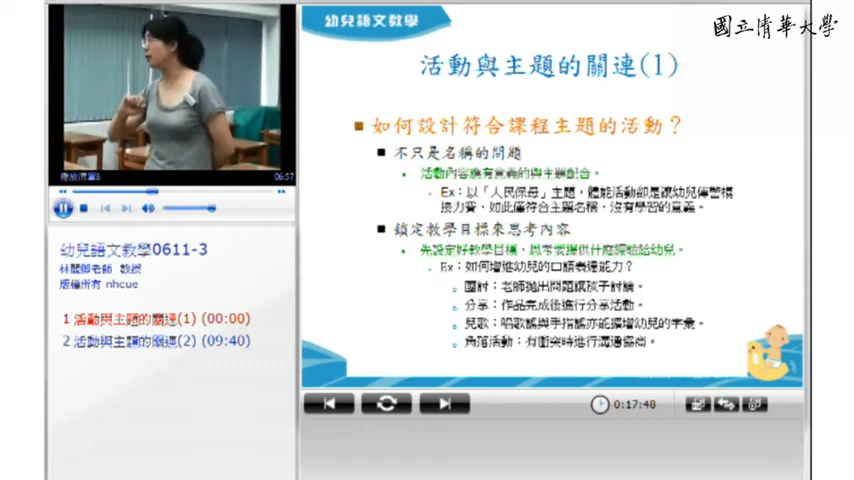 國立清華大學
幼兒語文教學
活動與主題的關連(1)
如何設計符合課程主題的活動？
不只是名稱的問題
活動內容應有意義的與主題配合。
Ex：以「人民保母」主題，體能活動卻是讓幼兒傳警棍
接力賽，如此僅符合主題名稱，沒有學習的意義。
鎖定教學目標來思考內容
先設定好教學目標，思考要提供什麼經驗給幼兒。
Ex：如何增進幼兒的口語表達能力？
團討：老師拋出問題讓孩子討論。
分享：作品完成後進行分享活動。
兒歌：唱歌謠與手指謠亦能擴增幼兒的字彙。
角落活動：有衝突時進行溝通協商。
播放清單8
06:57
幼兒語文教學0611-3
林麗卿老師 教授
版權所有 nhcue
1 活動與主題的關連(1) (00:00)
2 活動與主題的關連(2) (09:40)
0:17:48